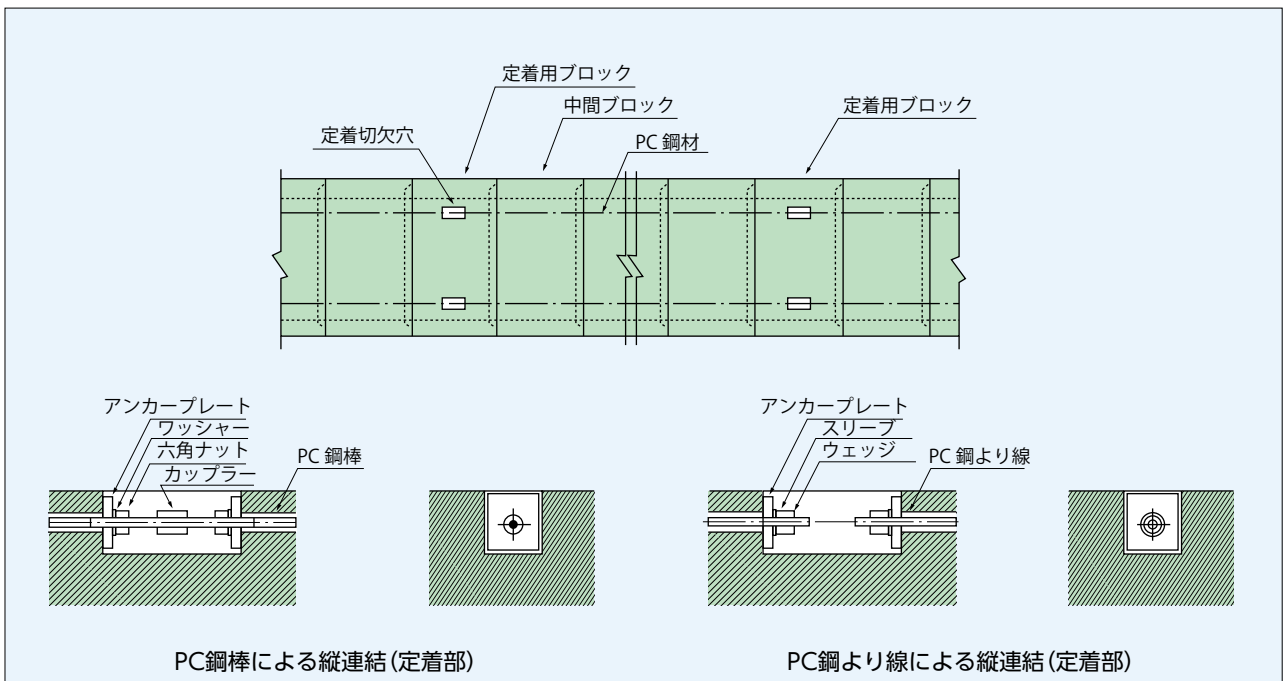 定着用ブロック
中間ブロック
定着用ブロック
定着切欠穴
PC 鋼材
アンカープレート
ワッシャー
六角ナット
カップラー
PC 鋼棒
アンカープレート
スリーブ
ウェッジ
PC 鋼より線
PC鋼棒による縦連結(定着部)
PC鋼より線による縦連結(定着部)